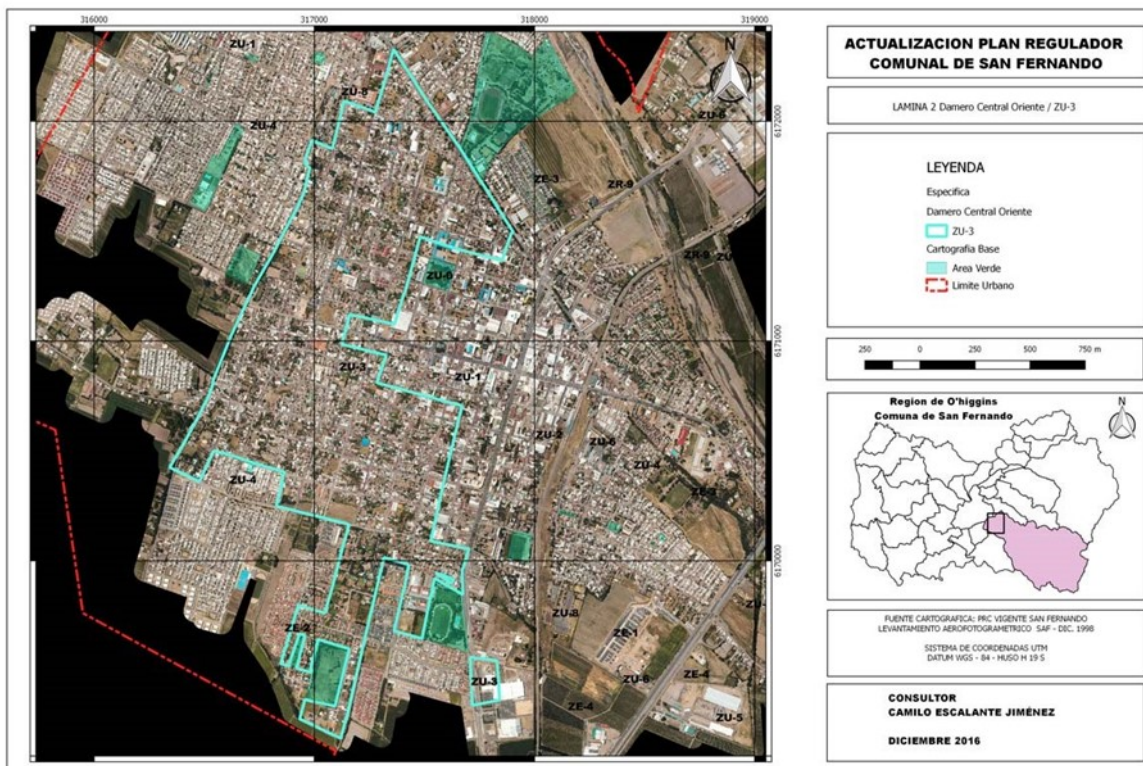 316000
317000
318000
319000
N
ZU-1
ZU-8
ZU-4
ZU-6
6172000
ZE-3
ZR-9
ZR-9
ZU
ZU-0
6171000
ZU-3
ZU-1
ZU-2
ZU-6
ZU-4
ZU-4
6170000
ZU-8
ZE-2
ZE-1
ZU-3
ZU-6
ZE-4
ZE-4
ZU-5
ACTUALIZACION PLAN REGULADOR
COMUNAL DE SAN FERNANDO
LAMINA 2 Damero Central Oriente / ZU-3
LEYENDA
Especifica
Damero Central Oriente
ZU-3
Cartografia Base
Area Verde
Limite Urbano
250 0 250 500 750 m
Region de O'higgins
Comuna de San Fernando
N
FUENTE CARTOGRAFICA: PRC VIGENTE SAN FERNANDO
LEVANTAMIENTO AEROFOTOGRAMETRICO SAF - DIC. 1998
SISTEMA DE COORDENADAS UTM
DATUM WGS - 84 - HUSO H 19 S
CONSULTOR
CAMILO ESCALANTE JIMÉNEZ
DICIEMBRE 2016